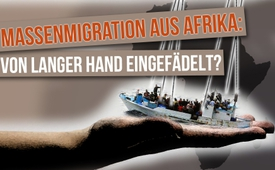 MASSENMIGRATION AUS AFRIKA:
VON LANGER HAND EINGEFÄDELT?